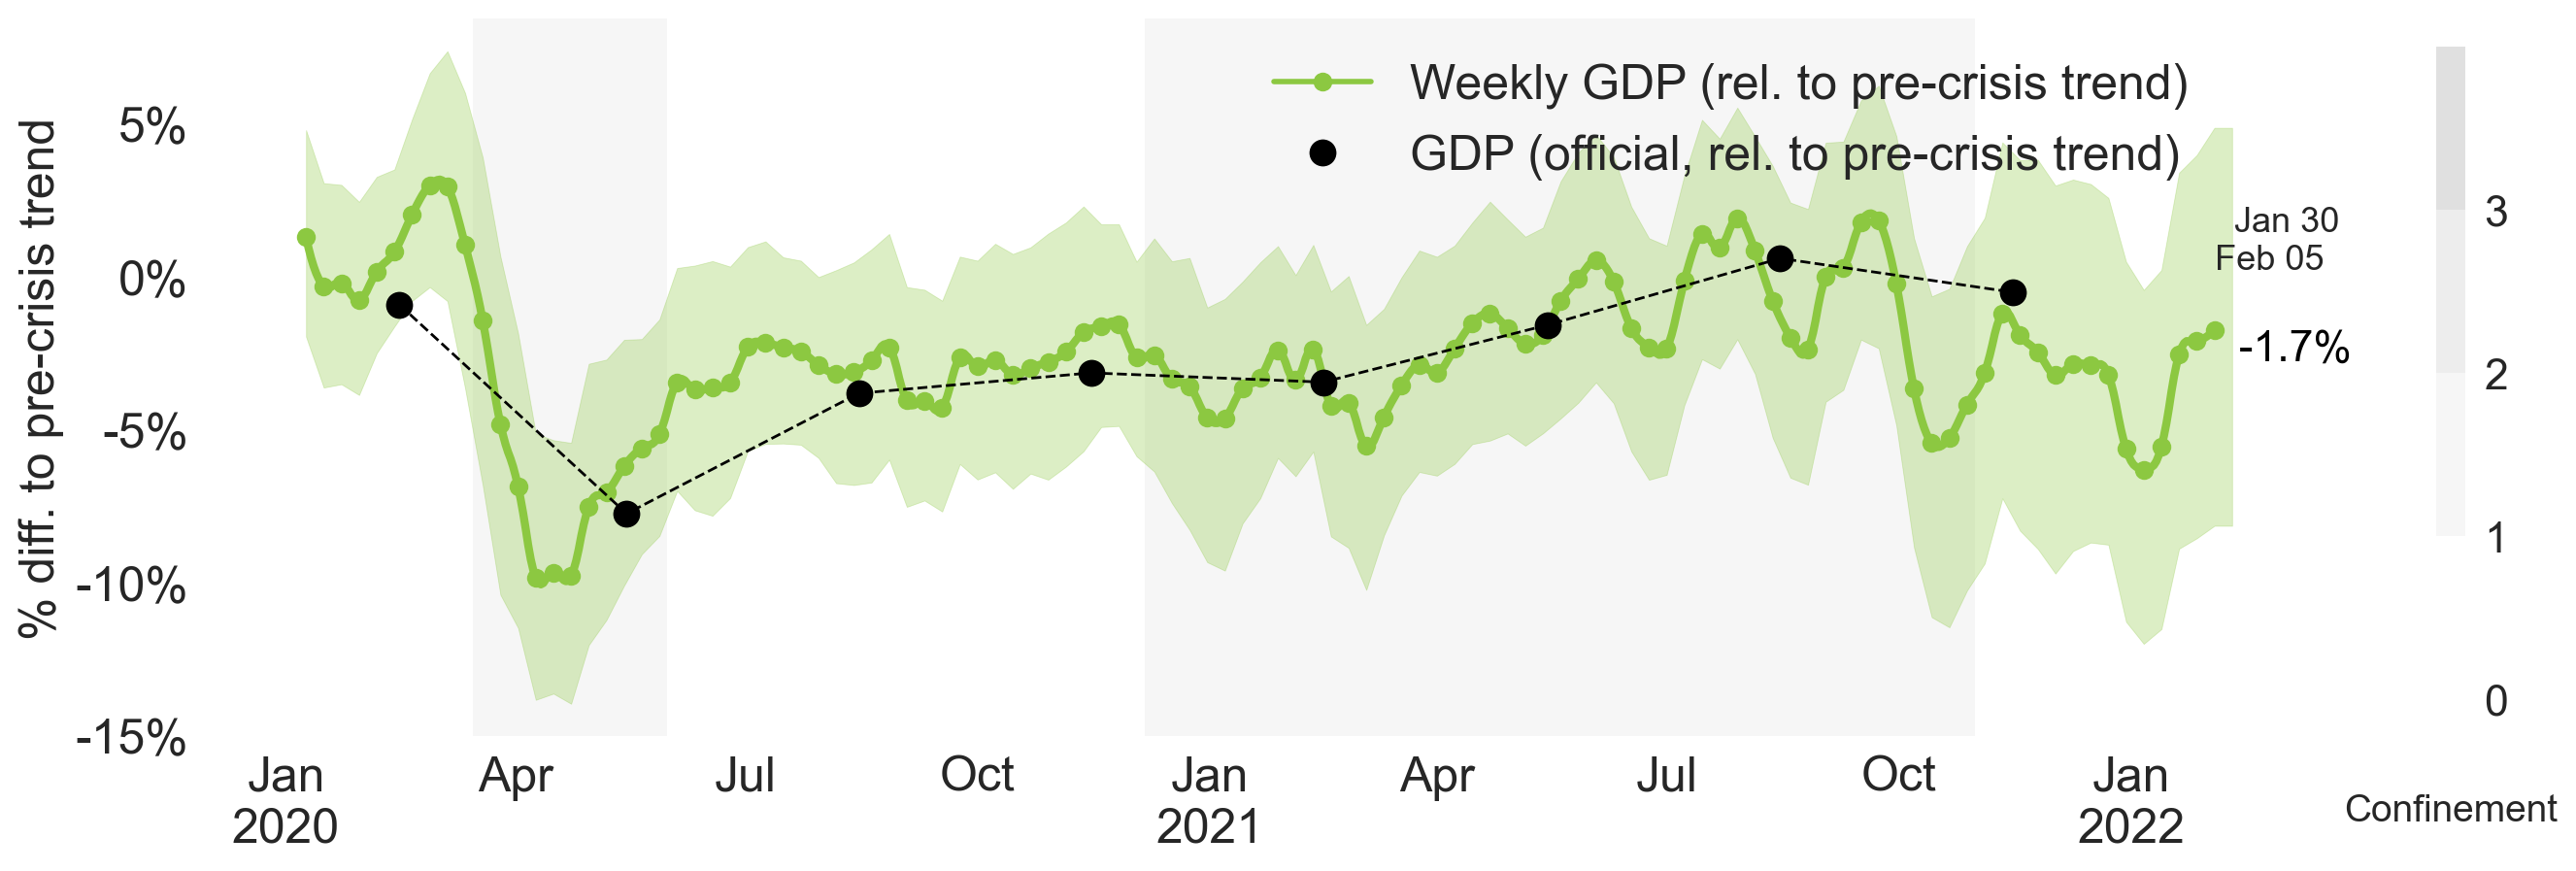 Weekly GDP (rel. to pre-crisis trend)
GDP (official, rel. to pre-crisis trend)
% diff. to pre-crisis trend
5%
0%
-5%
-10%
-15%
Jan 30
Feb 05
-1.7%
3
2
1
0
Confinement
Jan Apr Jul Oct Jan Apr Jul Oct Jan
2020 2021 2022